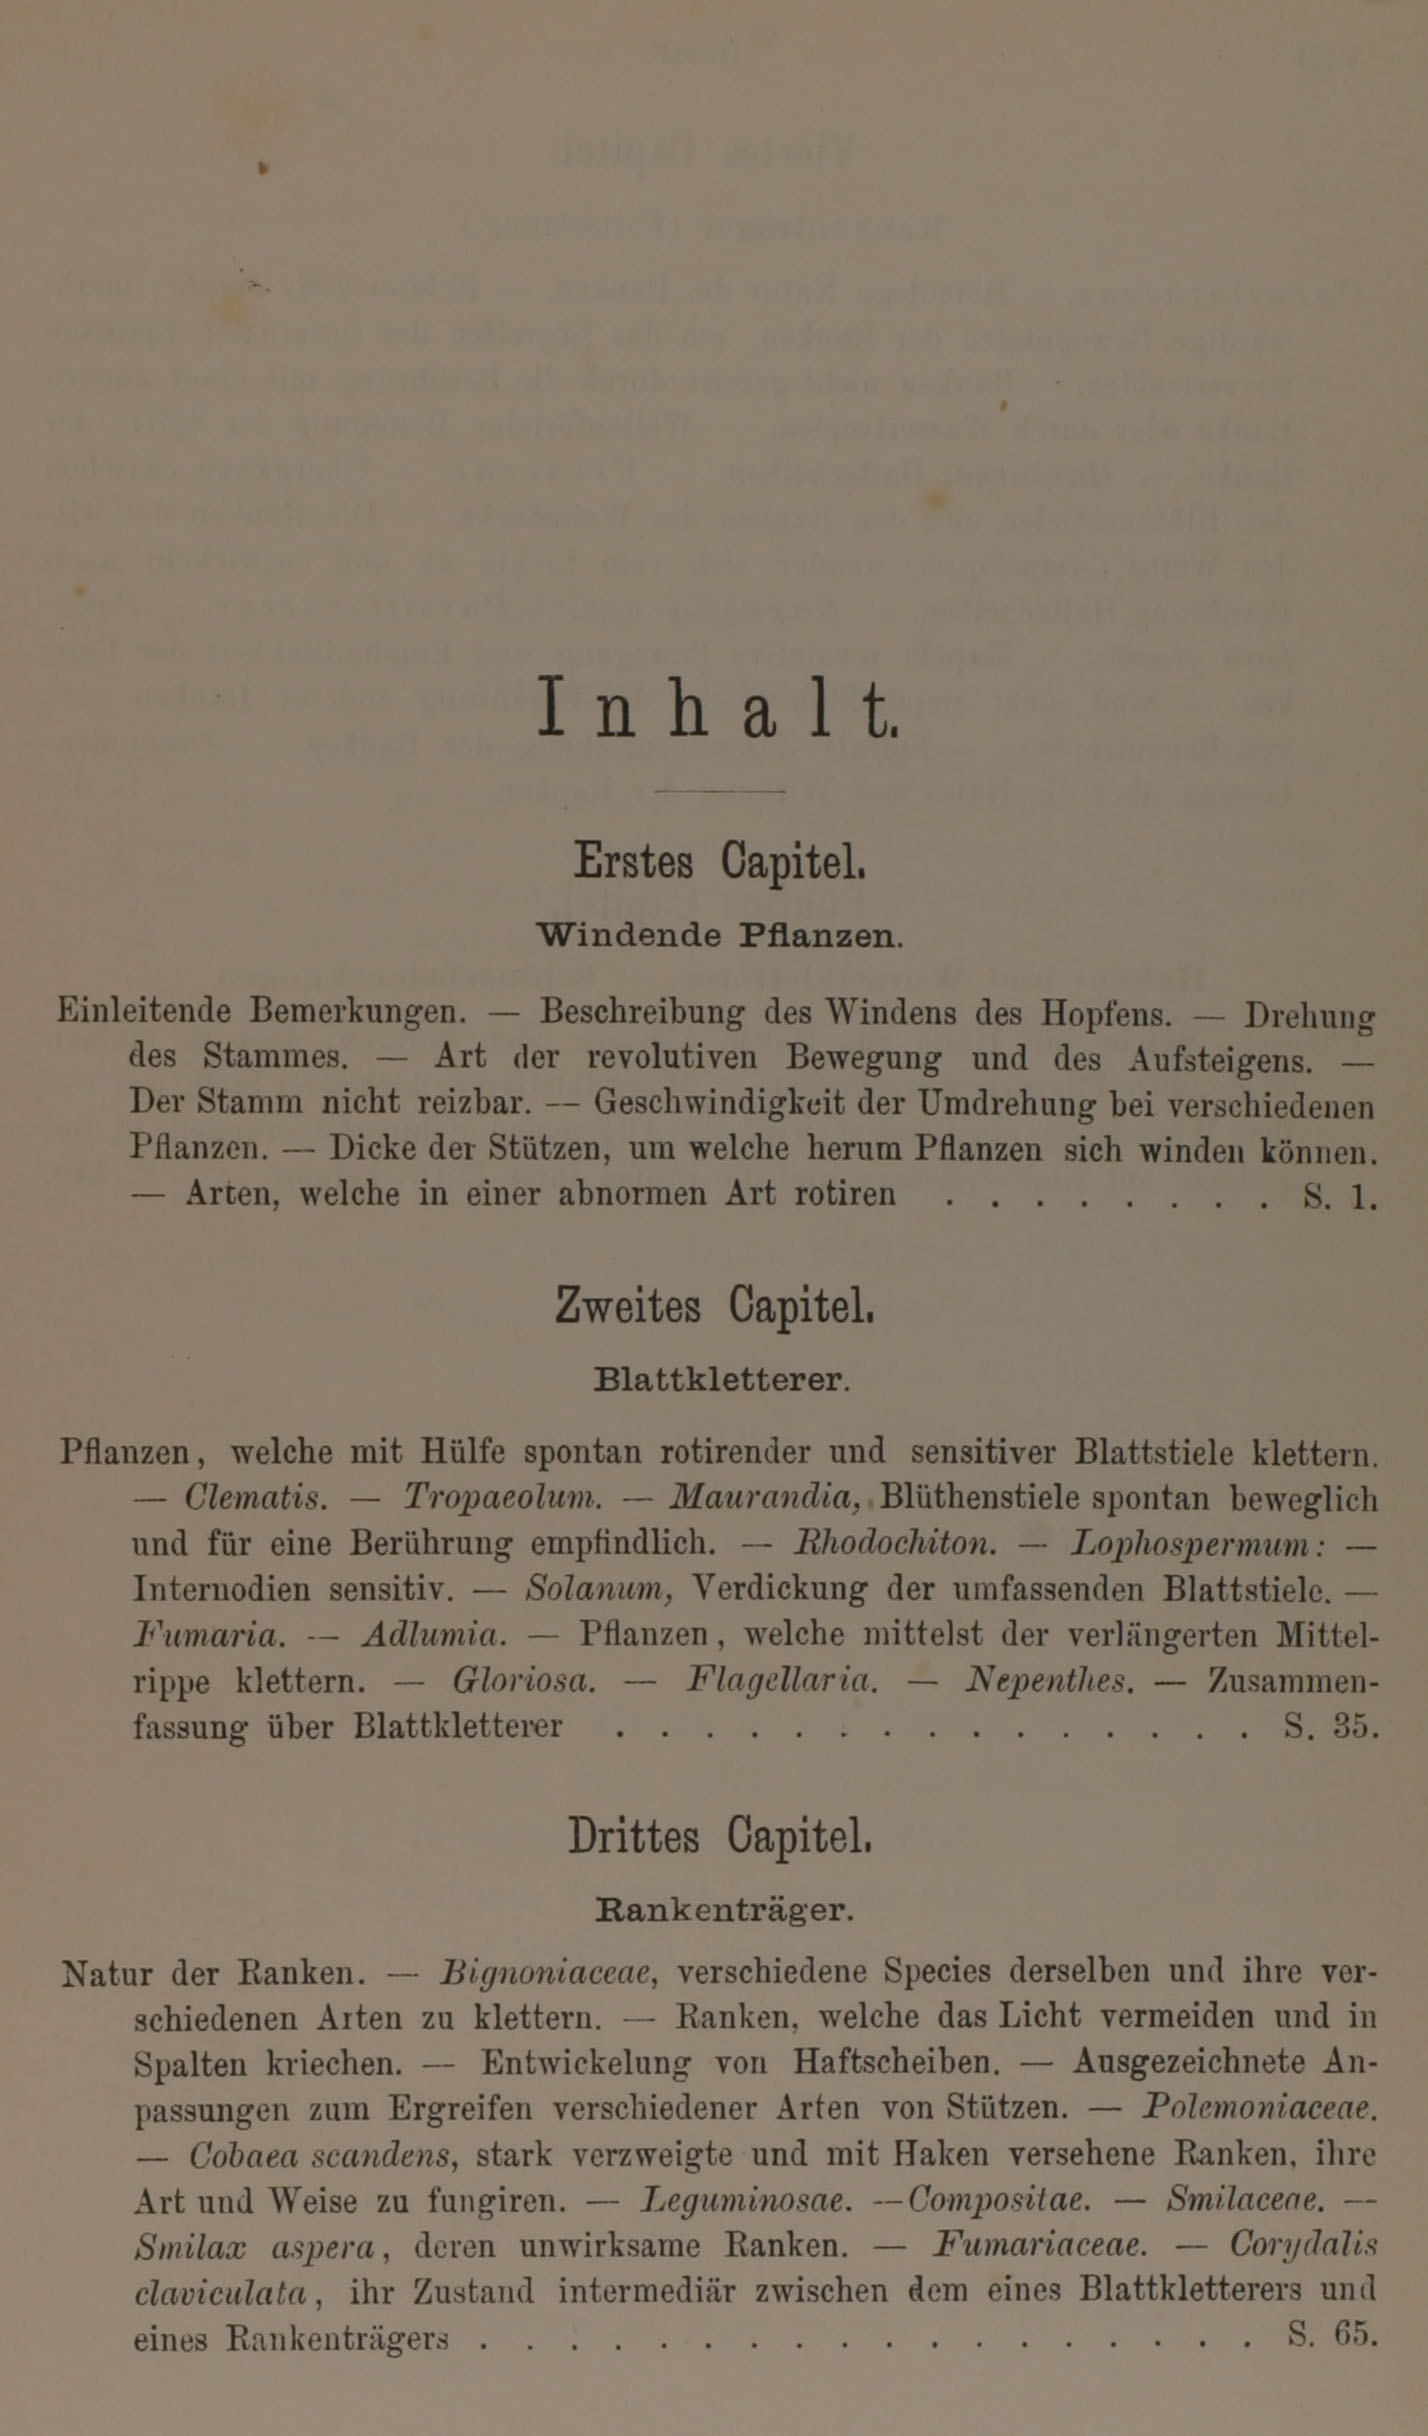 Inhalt.
Erstes Capitel.
Windende Pflanzen.
Einleitende Bemerkungen. — Beschreibung des Windens des Hopfens. — Drehung
des Stammes. — Art der revolutiven Bewegung und des Aufsteigens. —
Der Stamm nicht reizbar. — Geschwindigkeit der Umdrehung bei verschiedenen
Pflanzen. — Dicke der Stützen, um welche herum Pflanzen sich winden können.
— Arten, welche in einer abnormen Art rotiren . . . . . . . . S. 1.
Zweites Capitel.
Blattkletterer.
Pflanzen, welche mit Hülfe spontan rotirender und sensitiver Blattstiele klettern.
— Clematis. — Tropaeolum. — Maurandia, Blüthenstiele spontan beweglich
und für eine Berührung empfindlich. — Rhodochiton. — Lophospermum: —
Internodien sensitiv. — Solanum, Verdickung der umfassenden Blattstiele. —
Fumaria. — Adlumia. — Pflanzen, welche mittelst der verlängerten Mittel-
rippe klettern. — Gloriosa. — Flagellaria. — Nepenthes. — Zusammen-
fassung über Blattkletterer . . . . . . . . . . . . . . . S. 35.
Drittes Capitel.
Rankenträger.
Natur der Ranken. — Bignoniaceae, verschiedene Species derselben und ihre ver-
schiedenen Arten zu klettern. — Ranken, welche das Licht vermeiden und in
Spalten kriechen. — Entwickelung von Haftscheiben. — Ausgezeichnete An-
passungen zum Ergreifen verschiedener Arten von Stützen. — Polemoniaceae.
— Cobaea scandens, stark verzweigte und mit Haken versehene Ranken, ihre
Art und Weise zu fungiren. — Leguminosae. — Compositae. — Smilaceae. —
Smilax aspera, deren unwirksame Ranken. — Fumariaceae. — Corydalis
claviculata, ihr Zustand intermediär zwischen dem eines Blattkletterers und
eines Rankenträgers . . . . . . . . . . . . . . . . . . S. 65.